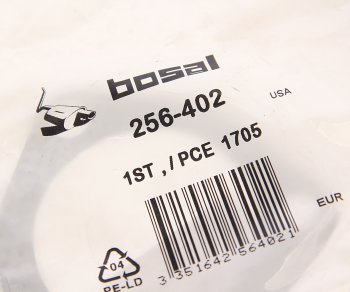 bosal
256-402
USA
1ST , / PCE 1705
EUR
04
PE-LD
3 351642 564021